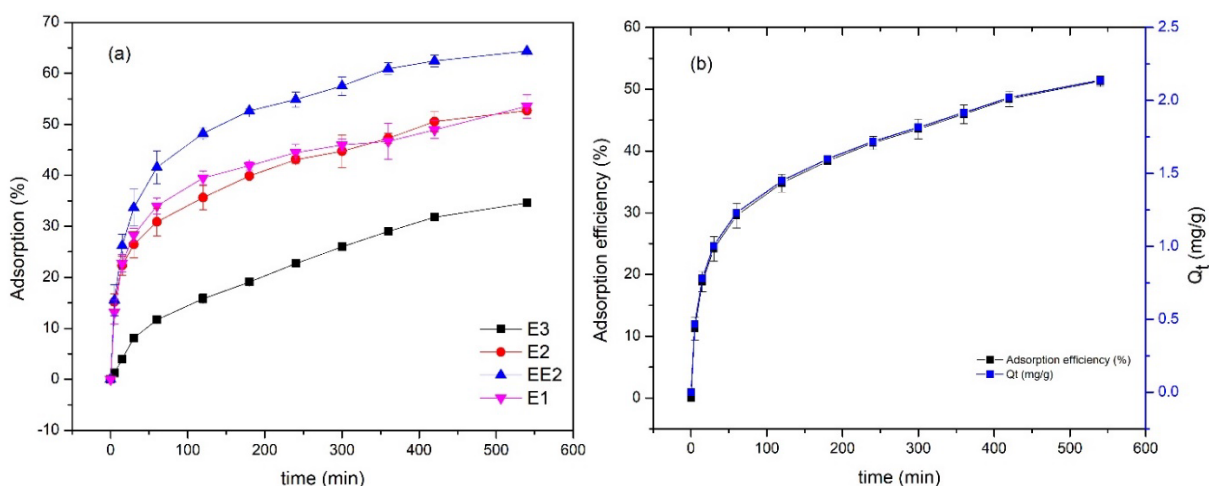 (a)
Adsorption (%)
70
60
50
40
30
20
10
0
-10
E3
E2
EE2
E1
0 100 200 300 400 500 600
time (min)
(b)
Adsorption efficiency (%)
60
50
40
30
20
10
0
2.5
2.0
1.5
1.0
0.5
0.0
Qt (mg/g)
Adsorption efficiency (%)
Qt (mg/g)
0 100 200 300 400 500 600
time (min)